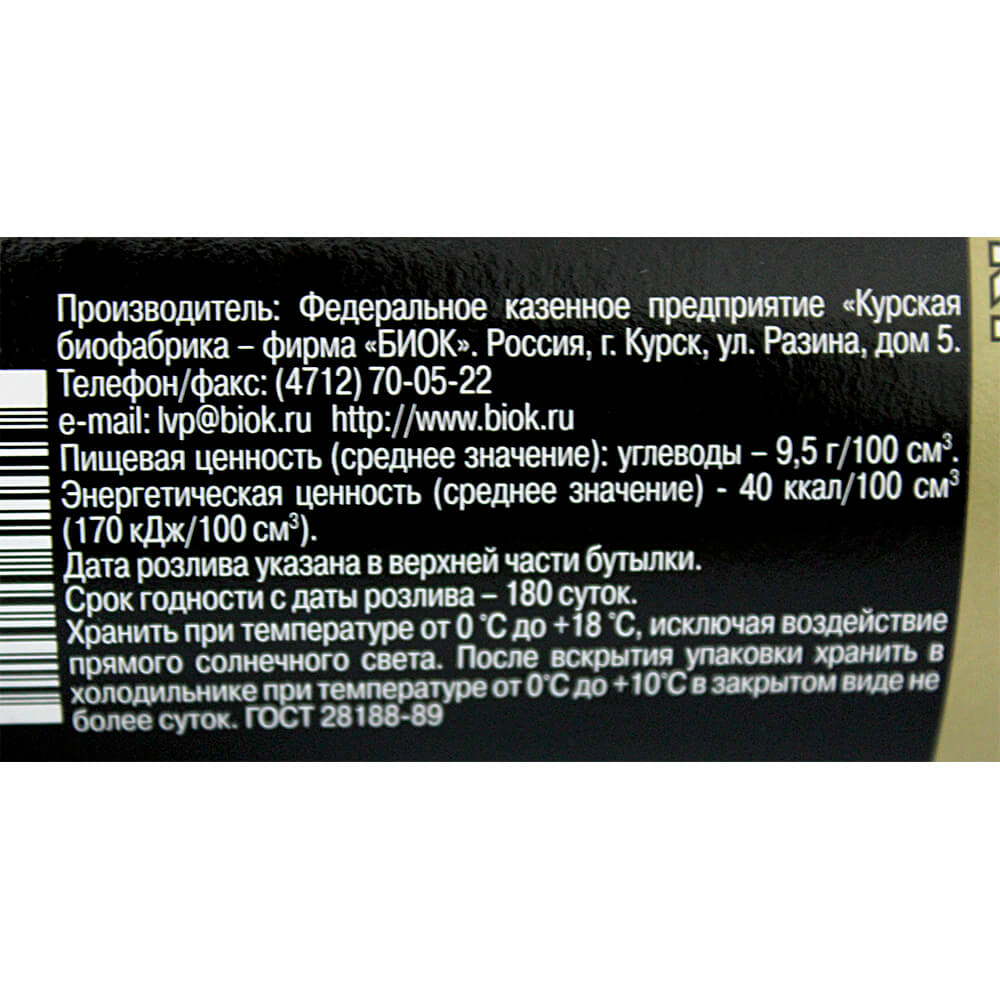 Производитель: Федеральное казенное предприятие «Курская
биофабрика – фирма «БИОК». Россия, г. Курск, ул. Разина, дом 5.
Телефон/факс: (4712) 70-05-22
e-mail: lvp@biok.ru http://www.biok.ru
Пищевая ценность (среднее значение): углеводы – 9,5 г/100 см³.
Энергетическая ценность (среднее значение) - 40 ккал/100 см³
(170 кДж/100 см³).
Дата розлива указана в верхней части бутылки.
Срок годности с даты розлива – 180 суток.
Хранить при температуре от 0 °С до +18 °С, исключая воздействие
прямого солнечного света. После вскрытия упаковки хранить в
холодильнике при температуре от 0°С до +10°С в закрытом виде не
более суток. ГОСТ 28188-89